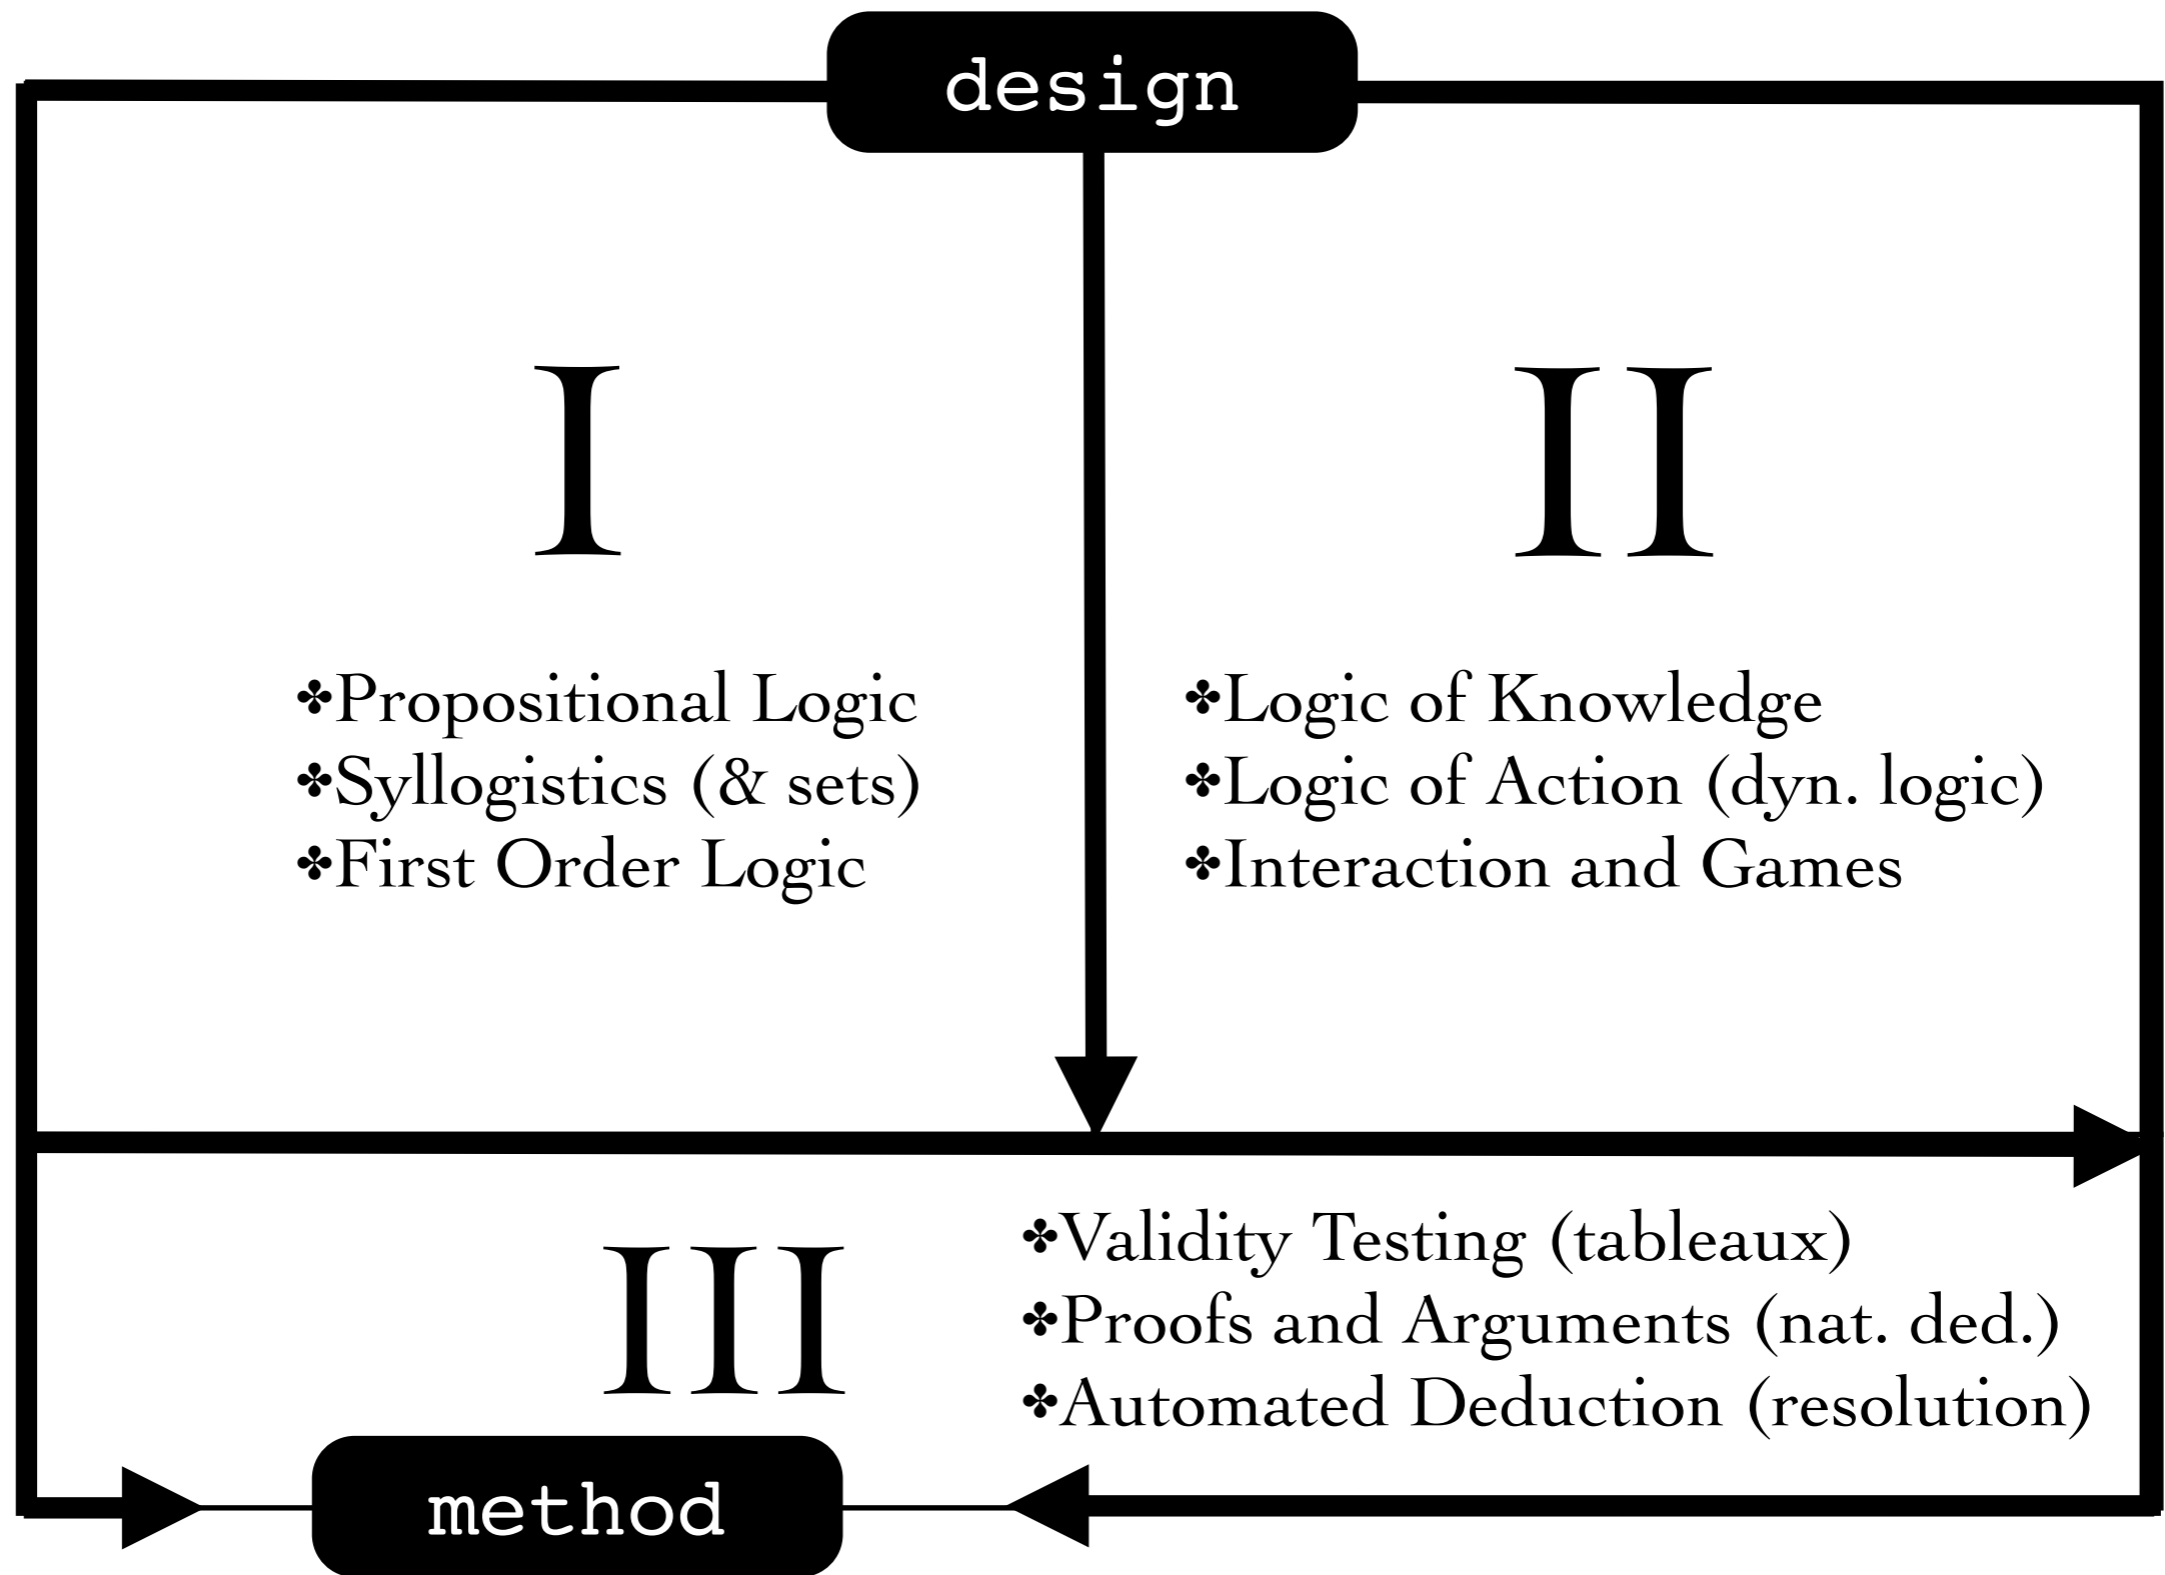 design
I
✤Propositional Logic
✤Syllogistics (& sets)
✤First Order Logic
II
✤Logic of Knowledge
✤Logic of Action (dyn. logic)
✤Interaction and Games
III
✤Validity Testing (tableaux)
✤Proofs and Arguments (nat. ded.)
✤Automated Deduction (resolution)
method